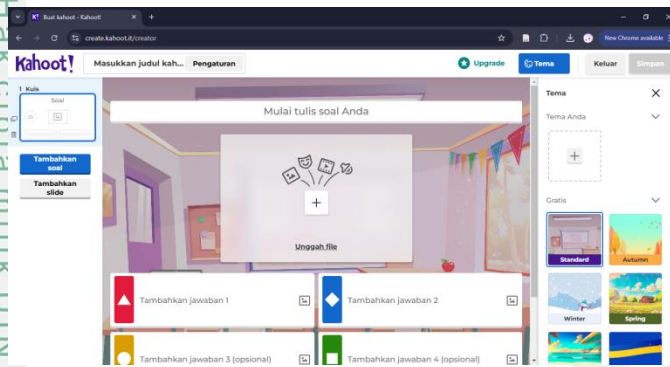 Buat kahoot - Kahoot!
create.kahoot.it/creator
New Chrome available
Kahoot!
Masukkan judul kah...
Pengaturan
Upgrade
Tema
Keluar
Simpan
1 Kuis
Soal
Tambahkan
soal
Tambahkan
slide
Mulai tulis soal Anda
Unggah file
Tambahkan jawaban 1
Tambahkan jawaban 2
Tambahkan jawaban 3 (opsional)
Tambahkan jawaban 4 (opsional)
Tema
Tema Anda
Gratis
Standard
Autumn
Winter
Spring